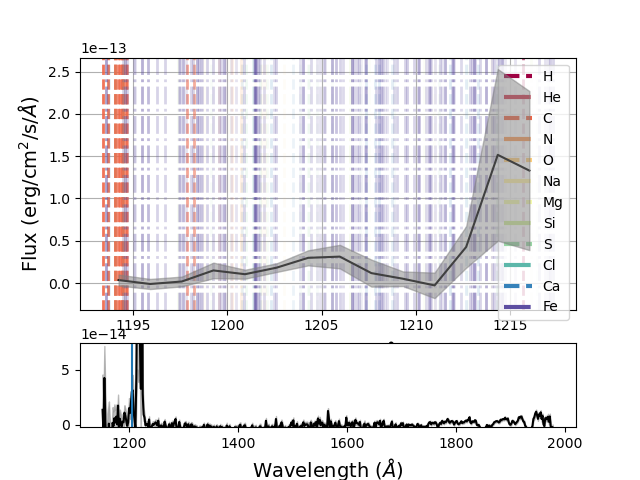 1e−13
2.5
2.0
1.5
1.0
0.5
0.0
Flux (erg/cm²/s/Å)
H
He
C
N
O
Na
Mg
Si
S
Cl
Ca
Fe
1195 1200 1205 1210 1215
1e−14
5
0
1200 1400 1600 1800 2000
Wavelength (Å)